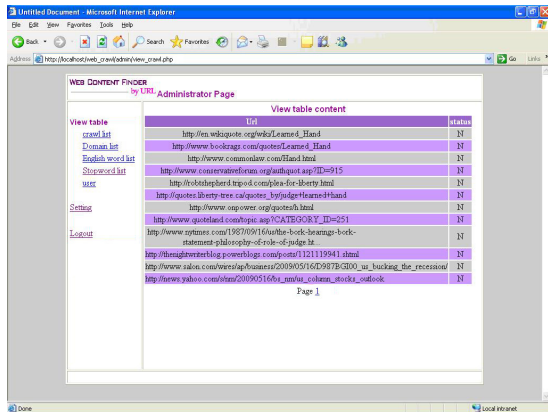 Untitled Document - Microsoft Internet Explorer
File Edit View Favorites Tools Help
Back Search Favorites
Address http://localhost/web_crawl/admin/view_crawl.php Go Links
WEB CONTENT FINDER
by URL Administrator Page
View table content
View table
Url status
crawl list
http://en.wikiquote.org/wiki/Learned_Hand N
Domain list
http://www.bookrags.com/quotes/Learned_Hand N
English word list
http://www.commonlaw.com/Hand.html N
Stopword list
http://www.conservativeforum.org/authquot.asp?ID=915 N
user
http://robtshepherd.tripod.com/plea-for-liberty.html N
http://quotes.liberty-tree.ca/quotes_by/judge+learned+hand N
Setting
http://www.onpower.org/quotes/h.html N
http://www.quoteland.com/topic.asp?CATEGORY_ID=251 N
Logout
http://www.nytimes.com/1987/09/16/us/the-bork-hearings-bork-
statement-philosophy-of-role-of-judge.ht... N
http://thenightwriterblog.powerblogs.com/posts/1121119941.shtml N
http://www.salon.com/wires/ap/business/2009/05/16/D987BGI00_us_bucking_the_recession/ N
http://news.yahoo.com/s/nm/20090516/bs_nm/us_column_stocks_outlook N
Page 1
Done Local intranet